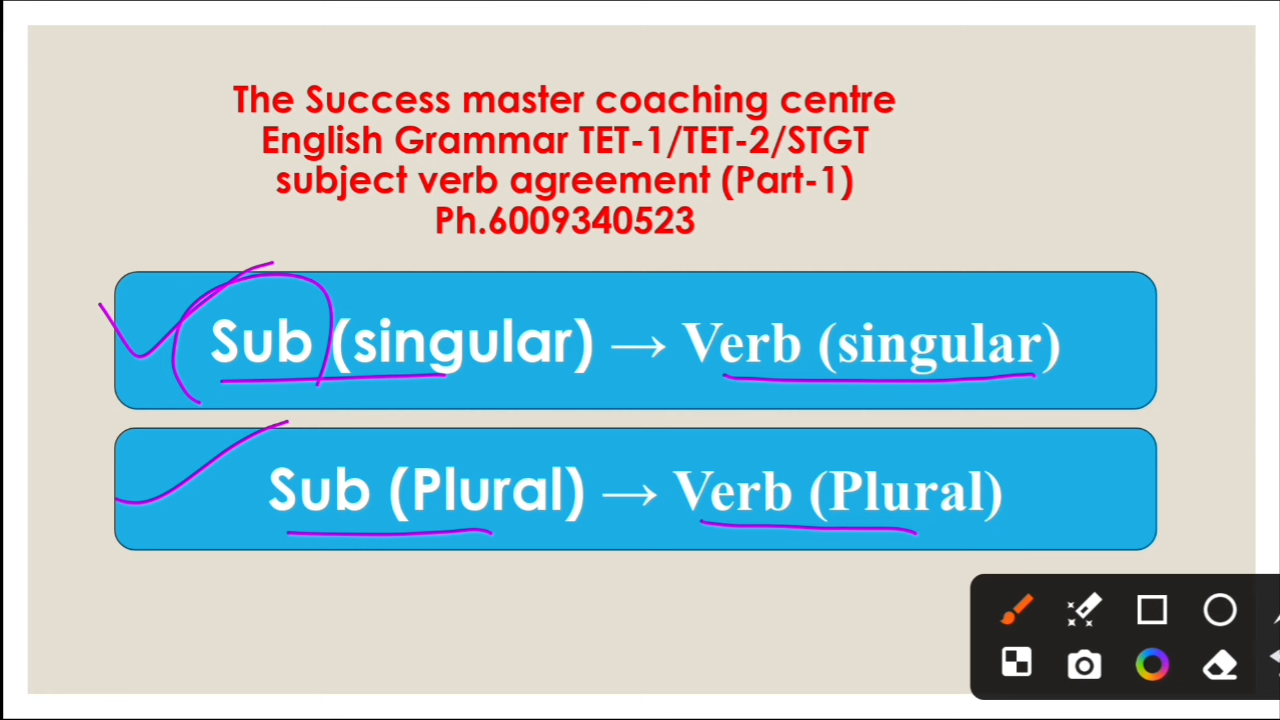 The Success master coaching centre
English Grammar TET-1/TET-2/STGT
subject verb agreement (Part-1)
Ph.6009340523
Sub (singular) → Verb (singular)
Sub (Plural) → Verb (Plural)